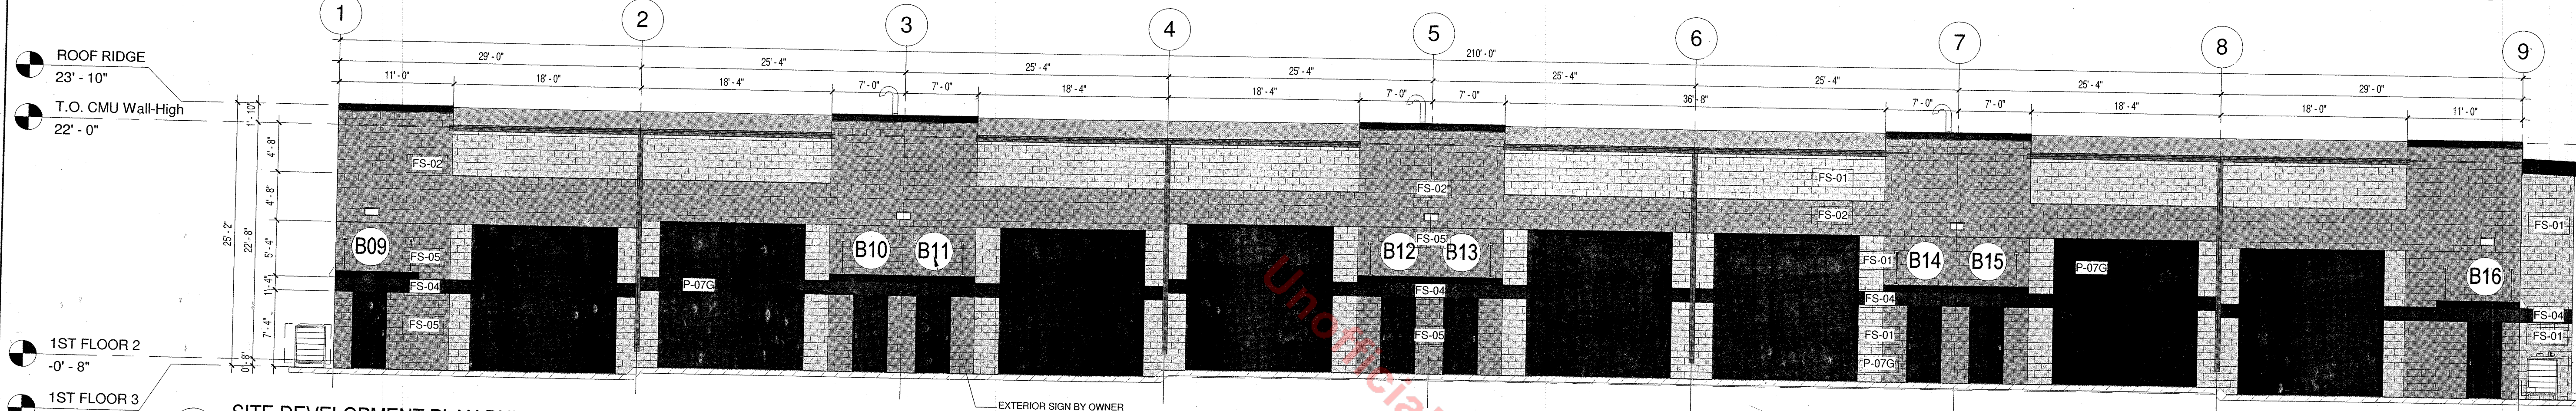 1 2 3 4 5 6 7 8 9
210' - 0"
29' - 0" 25' - 4" 25' - 4" 25' - 4" 25' - 4" 25' - 4" 25' - 4" 29' - 0"
11' - 0" 18' - 0" 18' - 4" 7' - 0" 7' - 0" 18' - 4" 18' - 4" 7' - 0" 7' - 0" 36' - 8" 7' - 0" 7' - 0" 18' - 4" 18' - 0" 11' - 0"
ROOF RIDGE
23' - 10"
T.O. CMU Wall-High
22' - 0"
1ST FLOOR 2
-0' - 8"
1ST FLOOR 3
25' - 2"
1' - 10"
22' - 8"
4' - 8"
4' - 8"
5' - 4"
1' - 4"
7' - 4"
0' - 8"
FS-02 FS-02 FS-01
FS-02 FS-01
B09 B10 B11 B12 B13 B14 B15 B16
FS-05 FS-05 FS-01
P-07G P-07G
FS-04 FS-04 FS-04 FS-04
FS-05 FS-05 FS-01 FS-01
P-07G
Unofficial
EXTERIOR SIGN BY OWNER
SITE DEVELOPMENT PLAN